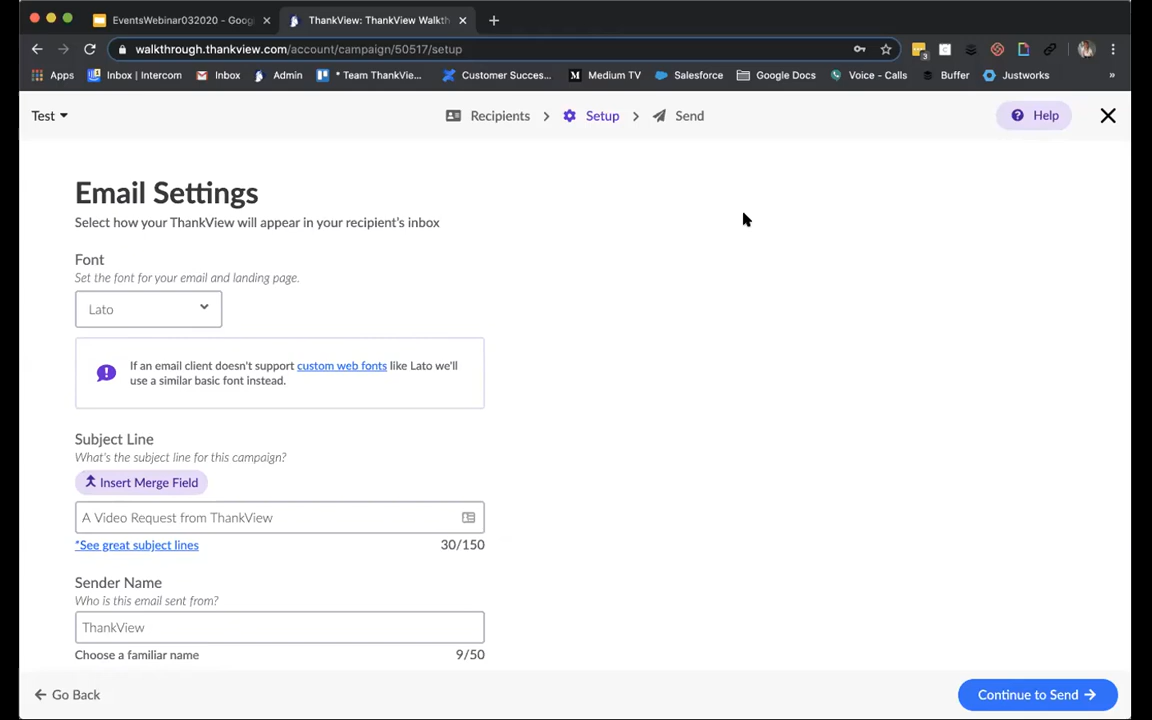 EventsWebinar032020 - Goog
ThankView: ThankView Walkth
walkthrough.thankview.com/account/campaign/50517/setup
3
Apps
Inbox | Intercom
Inbox
Admin
* Team ThankVie...
Customer Succes...
Medium TV
Salesforce
Google Docs
Voice - Calls
Buffer
Justworks
»
Test
Recipients
Setup
Send
Help
Email Settings
Select how your ThankView will appear in your recipient's inbox
Font
Set the font for your email and landing page.
Lato
If an email client doesn't support custom web fonts like Lato we'll
use a similar basic font instead.
Subject Line
What's the subject line for this campaign?
Insert Merge Field
A Video Request from ThankView
*See great subject lines
30/150
Sender Name
Who is this email sent from?
ThankView
Choose a familiar name
9/50
Go Back
Continue to Send